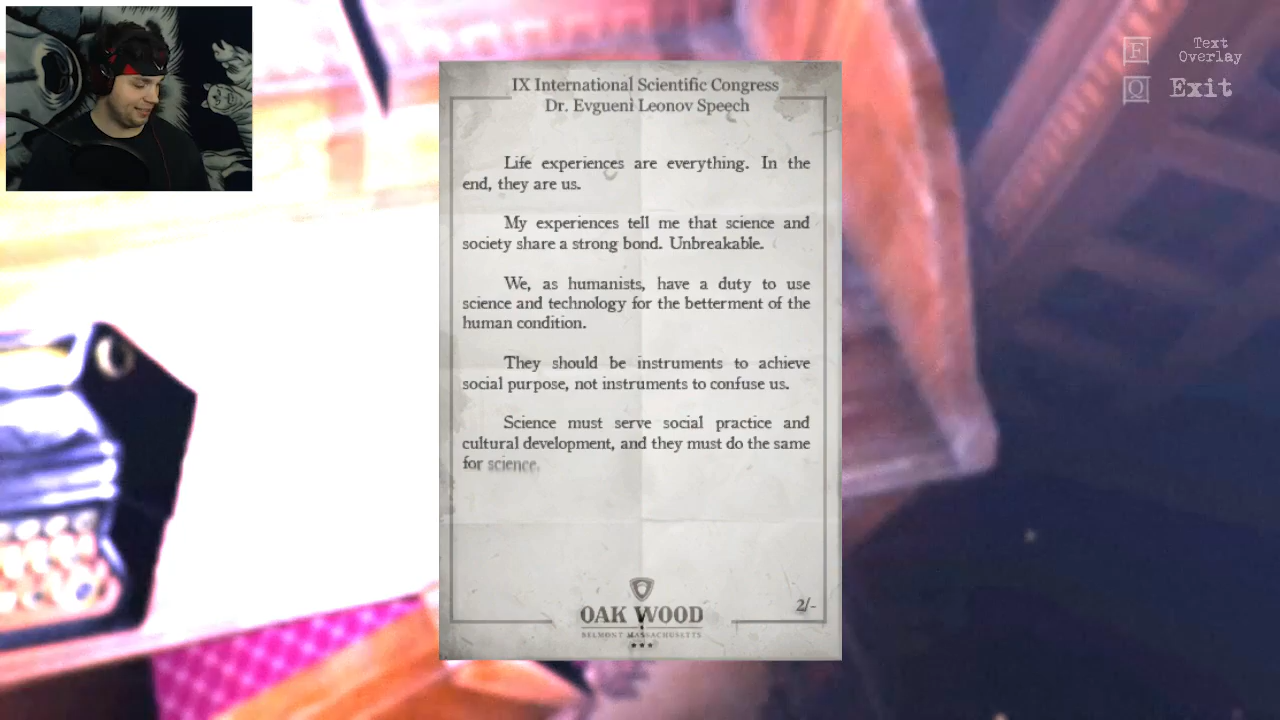 IX International Scientific Congress
Dr. Evgueni Leonov Speech
Life experiences are everything. In the
end, they are us.
My experiences tell me that science and
society share a strong bond. Unbreakable.
We, as humanists, have a duty to use
science and technology for the betterment of the
human condition.
They should be instruments to achieve
social purpose, not instruments to confuse us.
Science must serve social practice and
cultural development, and they must do the same
for science.
OAK WOOD
BELMONT MASSACHUSETTS
2/-
F Text
Overlay
Q Exit